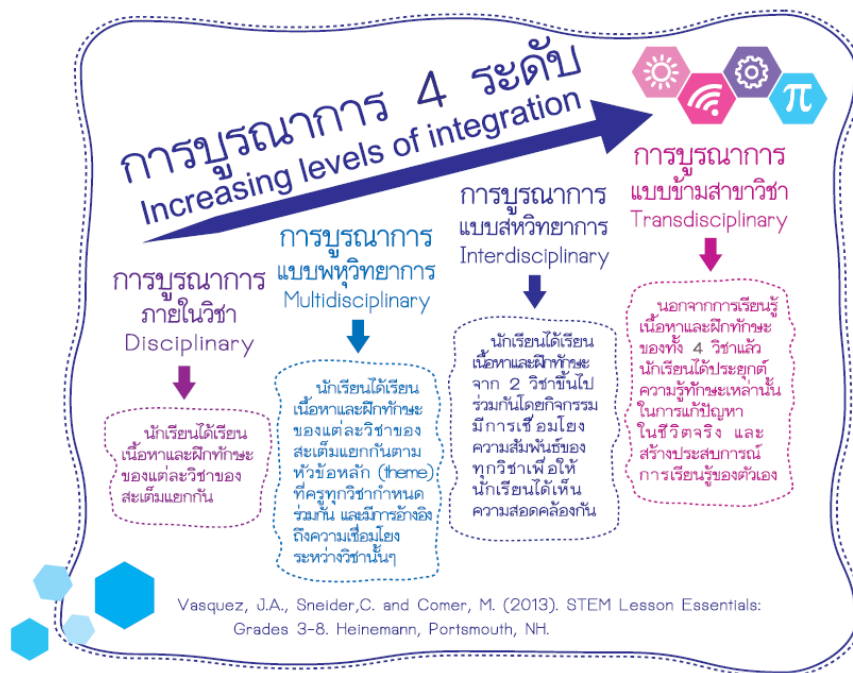 การบูรณาการ 4 ระดับ
Increasing levels of integration
π
การบูรณาการ
ภายในวิชา
Disciplinary
นักเรียนได้เรียน
เนื้อหาและฝึกทักษะ
ของแต่ละวิชาของ
สะเต็มแยกกัน
การบูรณาการ
แบบพหุวิทยาการ
Multidisciplinary
นักเรียนได้เรียน
เนื้อหาและฝึกทักษะ
ของแต่ละวิชาของ
สะเต็มแยกกันตาม
หัวข้อหลัก (theme)
ที่ครูทุกวิชากำหนด
ร่วมกัน และมีการอ้างอิง
ถึงความเชื่อมโยง
ระหว่างวิชานั้นๆ
การบูรณาการ
แบบสหวิทยาการ
Interdisciplinary
นักเรียนได้เรียน
เนื้อหาและฝึกทักษะ
จาก 2 วิชาขึ้นไป
ร่วมกันโดยกิจกรรม
มีการเชื่อมโยง
ความสัมพันธ์ของ
ทุกวิชาเพื่อให้
นักเรียนได้เห็น
ความสอดคล้องกัน
การบูรณาการ
แบบข้ามสาขาวิชา
Transdisciplinary
นอกจากการเรียนรู้
เนื้อหาและฝึกทักษะ
ของทั้ง 4 วิชาแล้ว
นักเรียนได้ประยุกต์
ความรู้ทักษะเหล่านั้น
ในการแก้ปัญหา
ในชีวิตจริง และ
สร้างประสบการณ์
การเรียนรู้ของตัวเอง
Vasquez, J.A., Sneider,C. and Comer, M. (2013). STEM Lesson Essentials:
Grades 3-8. Heinemann, Portsmouth, NH.